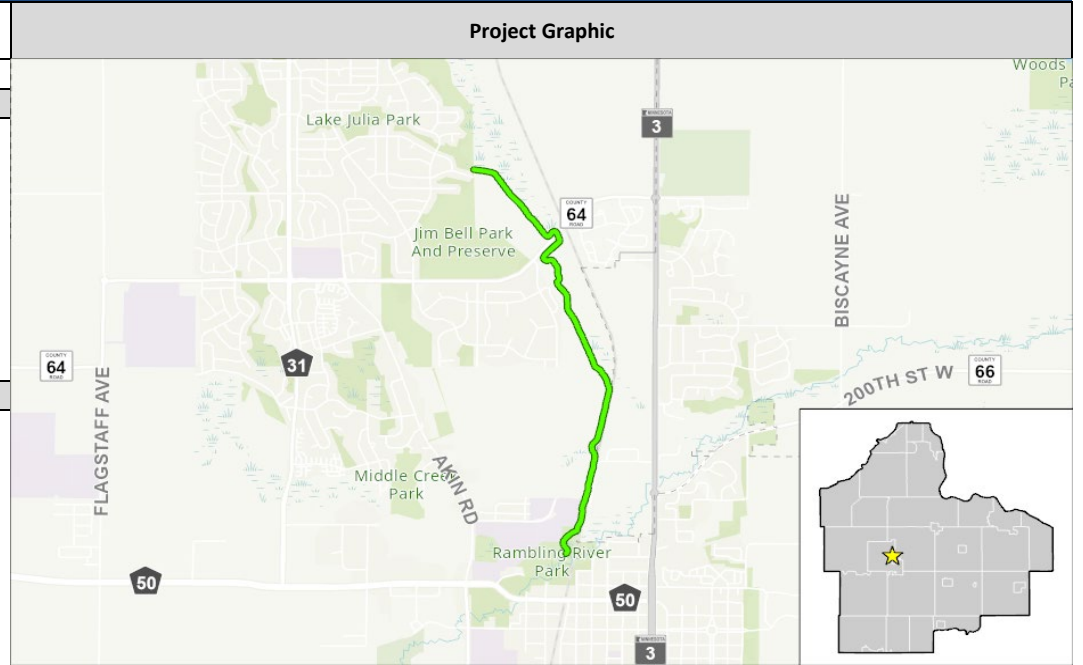 Project Graphic
Woods
Pa
Lake Julia Park
MINNESOTA
3
COUNTY
64
ROAD
Jim Bell Park
And Preserve
BISCAYNE AVE
31
COUNTY
64
ROAD
COUNTY
66
ROAD
200TH ST W
FLAGSTAFF AVE
AKIN RD
Middle Creek
Park
Rambling River
Park
50
50
MINNESOTA
3